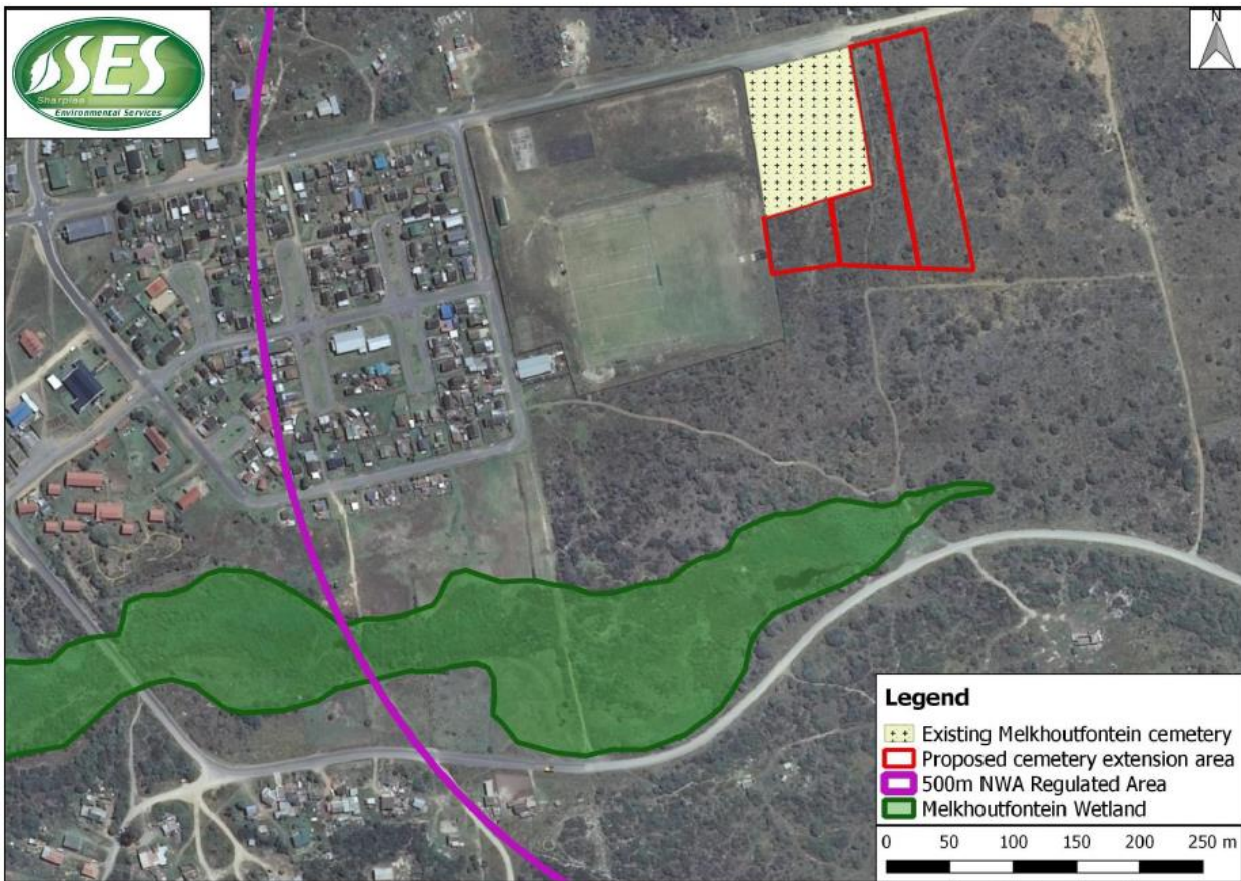 N
SES
Sharples
Environmental Services
Legend
Existing Melkhoutfontein cemetery
Proposed cemetery extension area
500m NWA Regulated Area
Melkhoutfontein Wetland
0 50 100 150 200 250 m